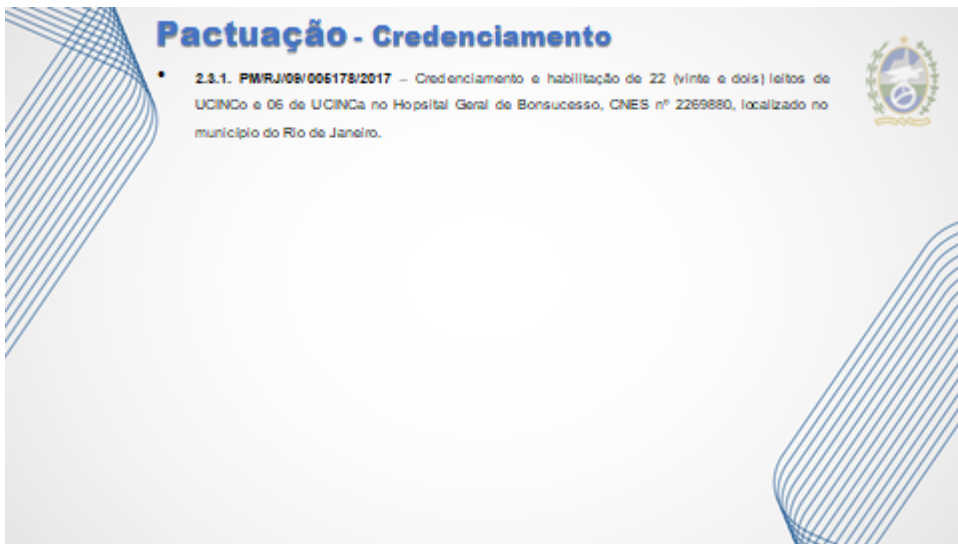 Pactuação - Credenciamento
• 2.3.1. PM/RJ/09/005178/2017 – Credenciamento e habilitação de 22 (vinte e dois) leitos de
UCINCo e 06 de UCINCa no Hopsital Geral de Bonsucesso, CNES nº 2269880, localizado no
município do Rio de Janeiro.